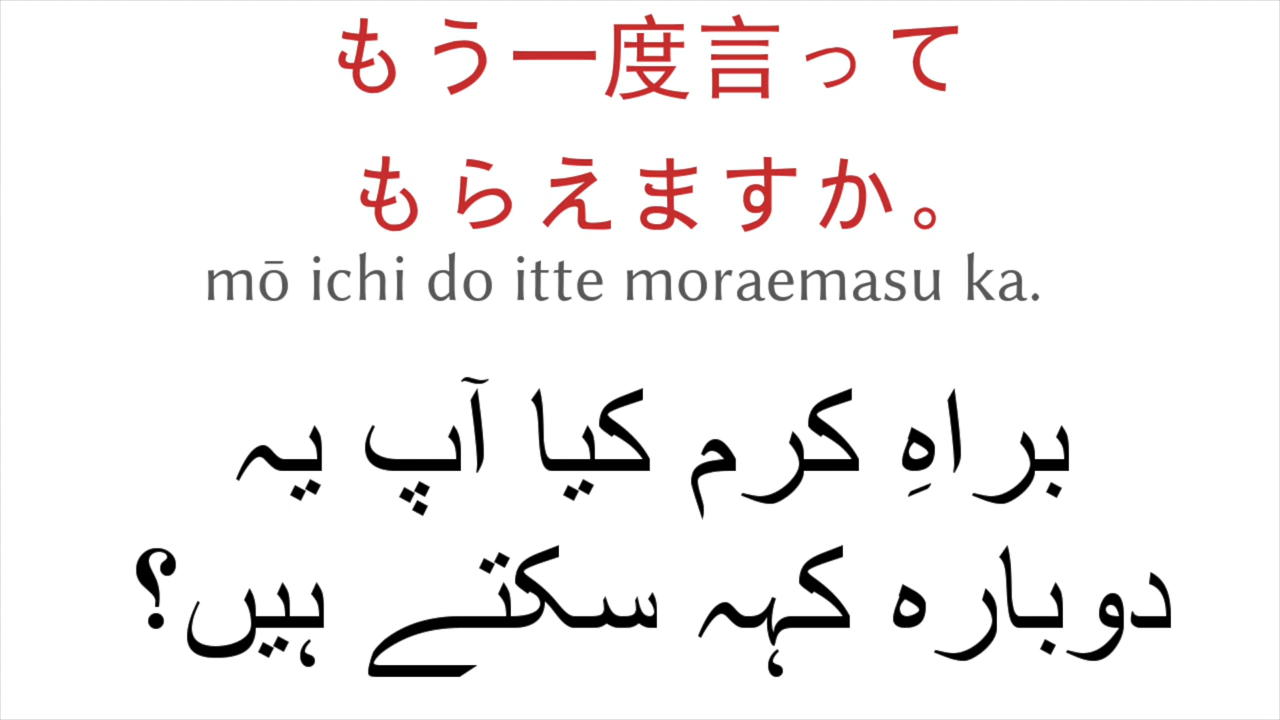 もう一度言って
もらえますか。
mō ichi do itte moraemasu ka.
براہِ کرم کیا آپ یہ
دوبارہ کہہ سکتے ہیں؟